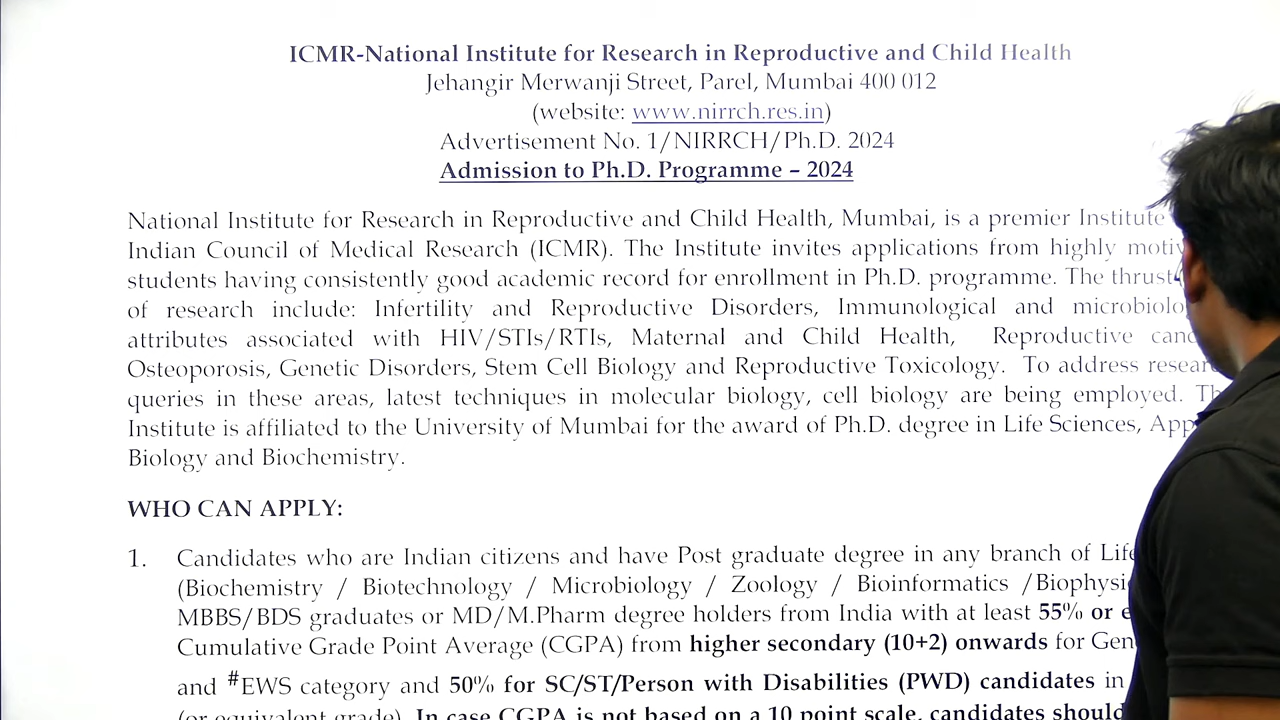 ICMR-National Institute for Research in Reproductive and Child Health
Jehangir Merwanji Street, Parel, Mumbai 400 012
(website: www.nirrch.res.in)
Advertisement No. 1/NIRRCH/Ph.D. 2024
Admission to Ph.D. Programme – 2024
National Institute for Research in Reproductive and Child Health, Mumbai, is a premier Institute
Indian Council of Medical Research (ICMR). The Institute invites applications from highly
students having consistently good academic record for enrollment in Ph.D. programme. The thrust
of research include: Infertility and Reproductive Disorders, Immunological and
attributes associated with HIV/STIs/RTIs, Maternal and Child Health, Reproductive
Osteoporosis, Genetic Disorders, Stem Cell Biology and Reproductive Toxicology. To address
queries in these areas, latest techniques in molecular biology, cell biology are being employed.
Institute is affiliated to the University of Mumbai for the award of Ph.D. degree in Life Sciences,
Biology and Biochemistry.
WHO CAN APPLY:
1. Candidates who are Indian citizens and have Post graduate degree in any branch of
(Biochemistry / Biotechnology / Microbiology / Zoology / Bioinformatics /
MBBS/BDS graduates or MD/M.Pharm degree holders from India with at least 55% or
Cumulative Grade Point Average (CGPA) from higher secondary (10+2) onwards for
and #EWS category and 50% for SC/ST/Person with Disabilities (PWD) candidates in
(or equivalent grade). In case CGPA is not based on a 10 point scale, candidates should